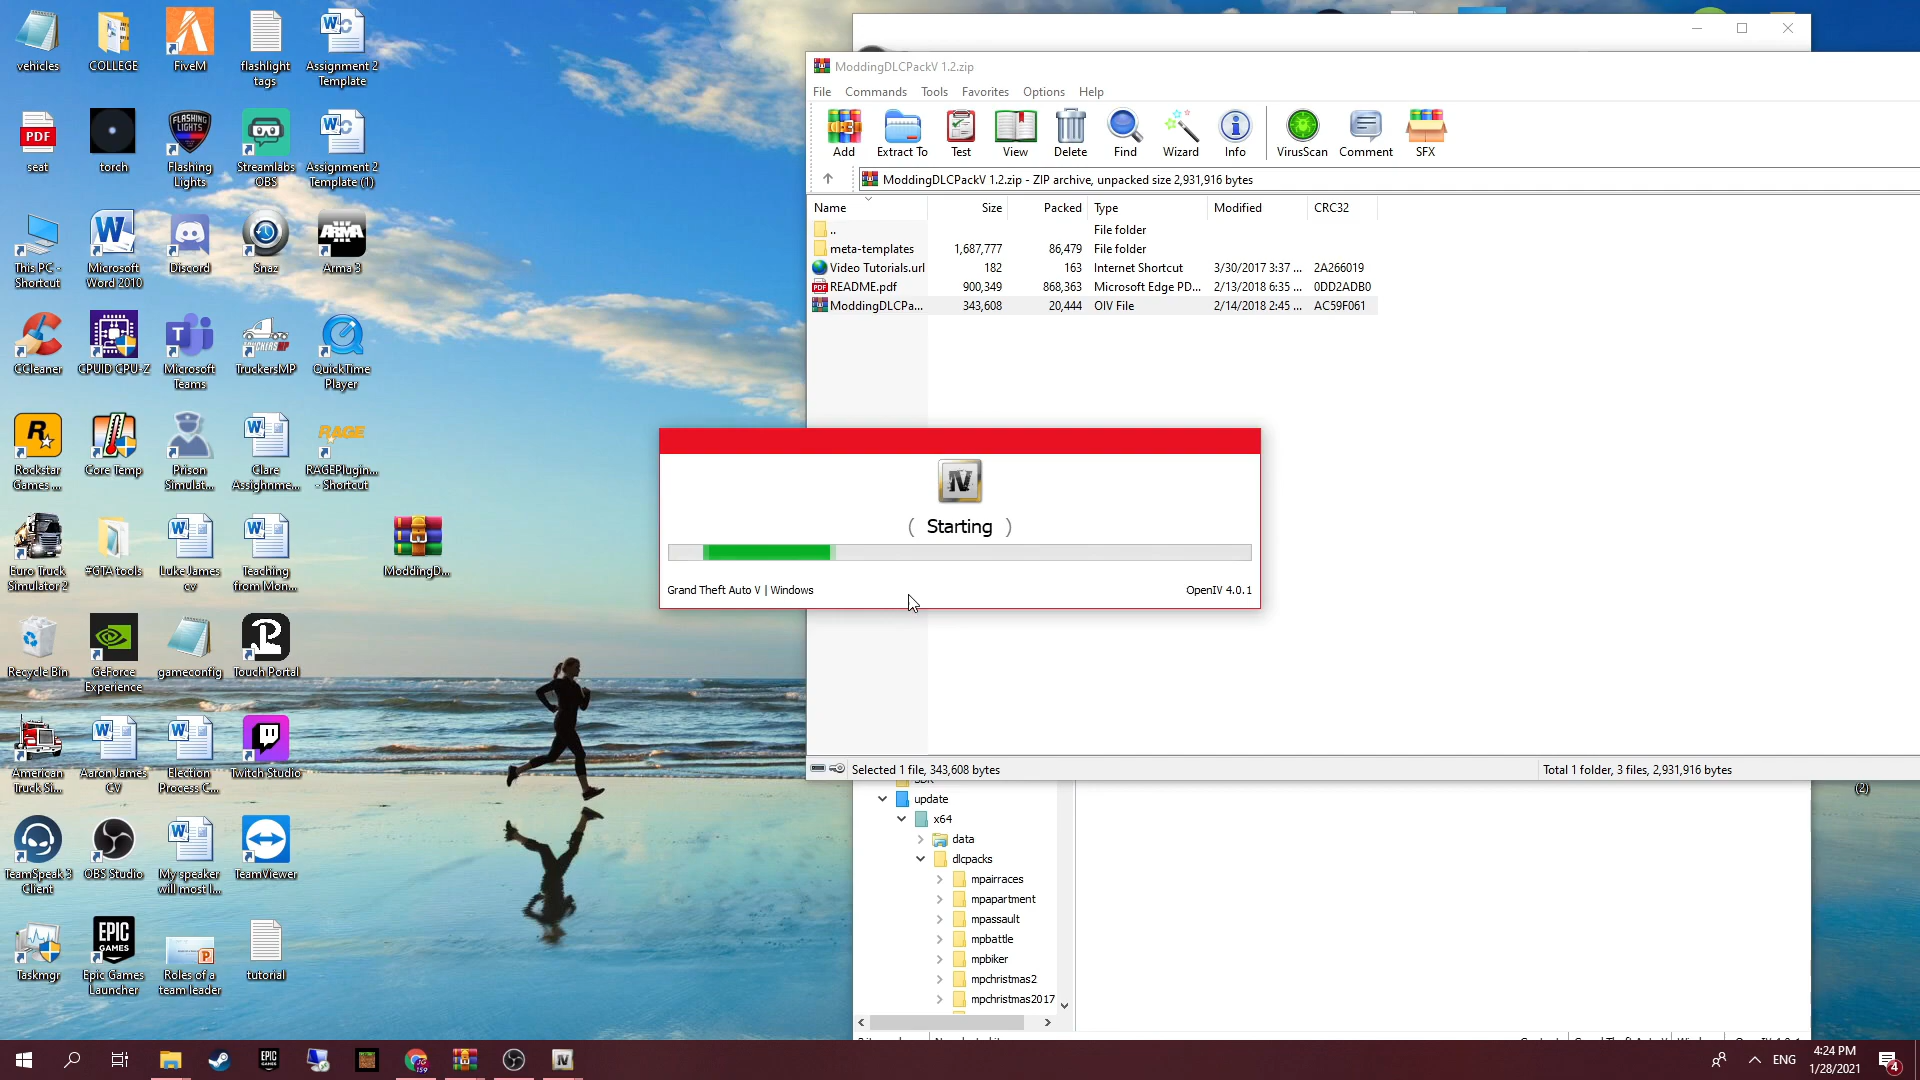 vehicles
COLLEGE
FiveM
flashlight
tags
Assignment 2
Template
PDF
seat
torch
FLASHING
LIGHTS
Flashing
Lights
Streamlabs
OBS
Assignment 2
Template (1)
This PC -
Shortcut
Microsoft
Word 2010
Discord
Snaz
ARMA
Arma 3
CCleaner
CPUID CPU-Z
Microsoft
Teams
TruckersMP
QuickTime
Player
Rockstar
Games ...
Core Temp
Prison
Simulat...
Clare
Assighnme...
RAGE
RAGEPlugin...
- Shortcut
Euro Truck
Simulator 2
#GTA tools
Luke James
cv
Teaching
from Mon...
ModdingD...
Recycle Bin
GeForce
Experience
gameconfig
Touch Portal
American
Truck Si...
Aaron James
CV
Election
Process C...
Twitch Studio
TeamSpeak 3
Client
OBS Studio
My speaker
will most l...
TeamViewer
Taskmgr
EPIC
GAMES
Epic Games
Launcher
Roles of a
team leader
tutorial
ModdingDLCPackV 1.2.zip
File Commands Tools Favorites Options Help
Add Extract To Test View Delete Find Wizard Info VirusScan Comment SFX
ModdingDLCPackV 1.2.zip - ZIP archive, unpacked size 2,931,916 bytes
Name Size Packed Type Modified CRC32
.. File folder
meta-templates 1,687,777 86,479 File folder
Video Tutorials.url 182 163 Internet Shortcut 3/30/2017 3:37 ... 2A266019
README.pdf 900,349 868,363 Microsoft Edge PD... 2/13/2018 6:35 ... 0DD2ADB0
ModdingDLCPa... 343,608 20,444 OIV File 2/14/2018 2:45 ... AC59F061
IV
( Starting )
Grand Theft Auto V | Windows
OpenIV 4.0.1
Selected 1 file, 343,608 bytes
Total 1 folder, 3 files, 2,931,916 bytes
(2)
update
x64
data
dlcpacks
mpairraces
mpapartment
mpassault
mpbattle
mpbiker
mpchristmas2
mpchristmas2017
ENG
4:24 PM
1/28/2021
4